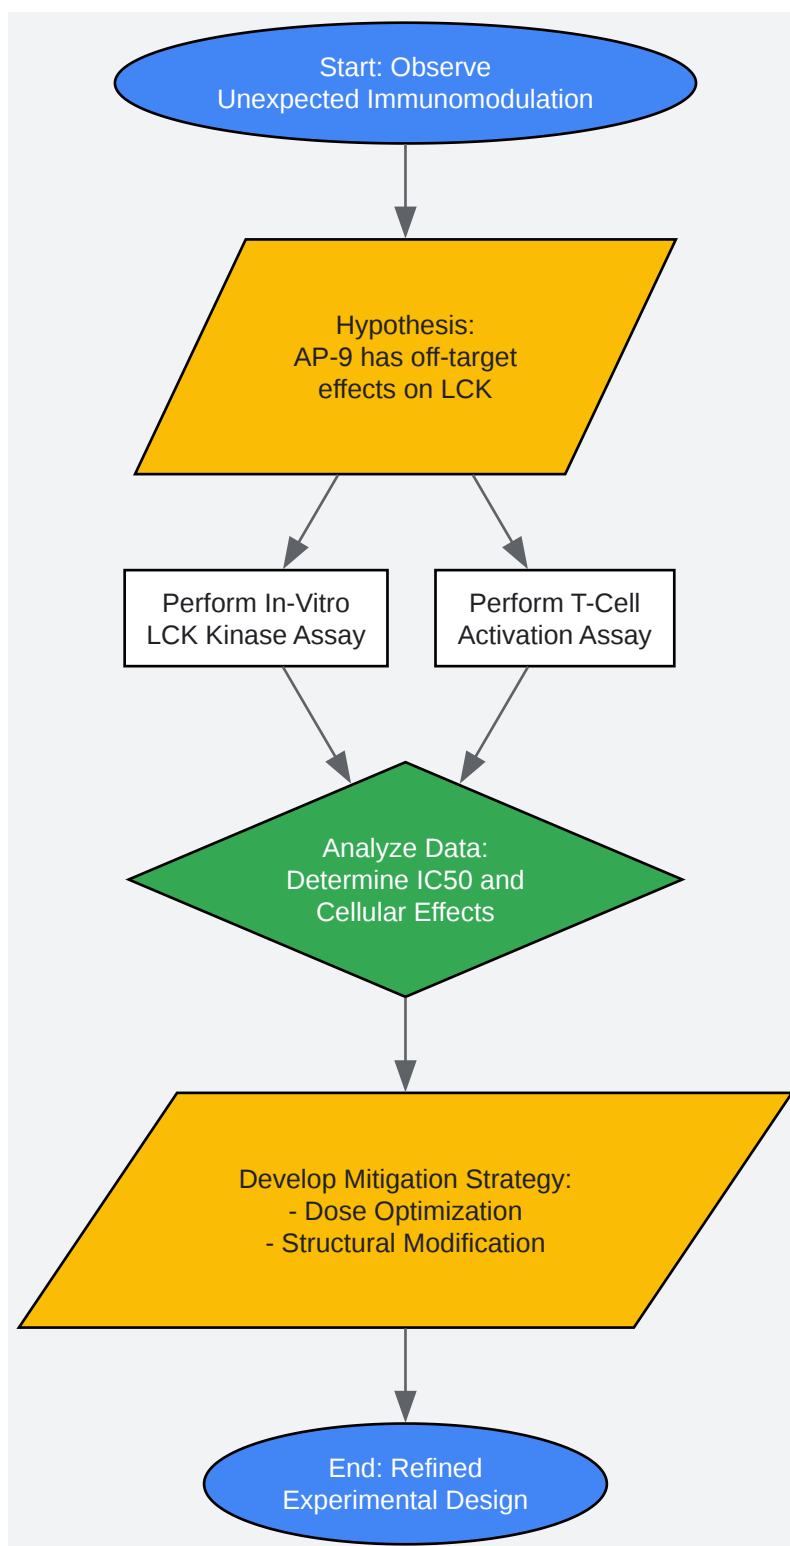 Start: Observe
Unexpected Immunomodulation
Hypothesis:
AP-9 has off-target
effects on LCK
Perform In-Vitro
LCK Kinase Assay
Perform T-Cell
Activation Assay
Analyze Data:
Determine IC50 and
Cellular Effects
Develop Mitigation Strategy:
- Dose Optimization
- Structural Modification
End: Refined
Experimental Design